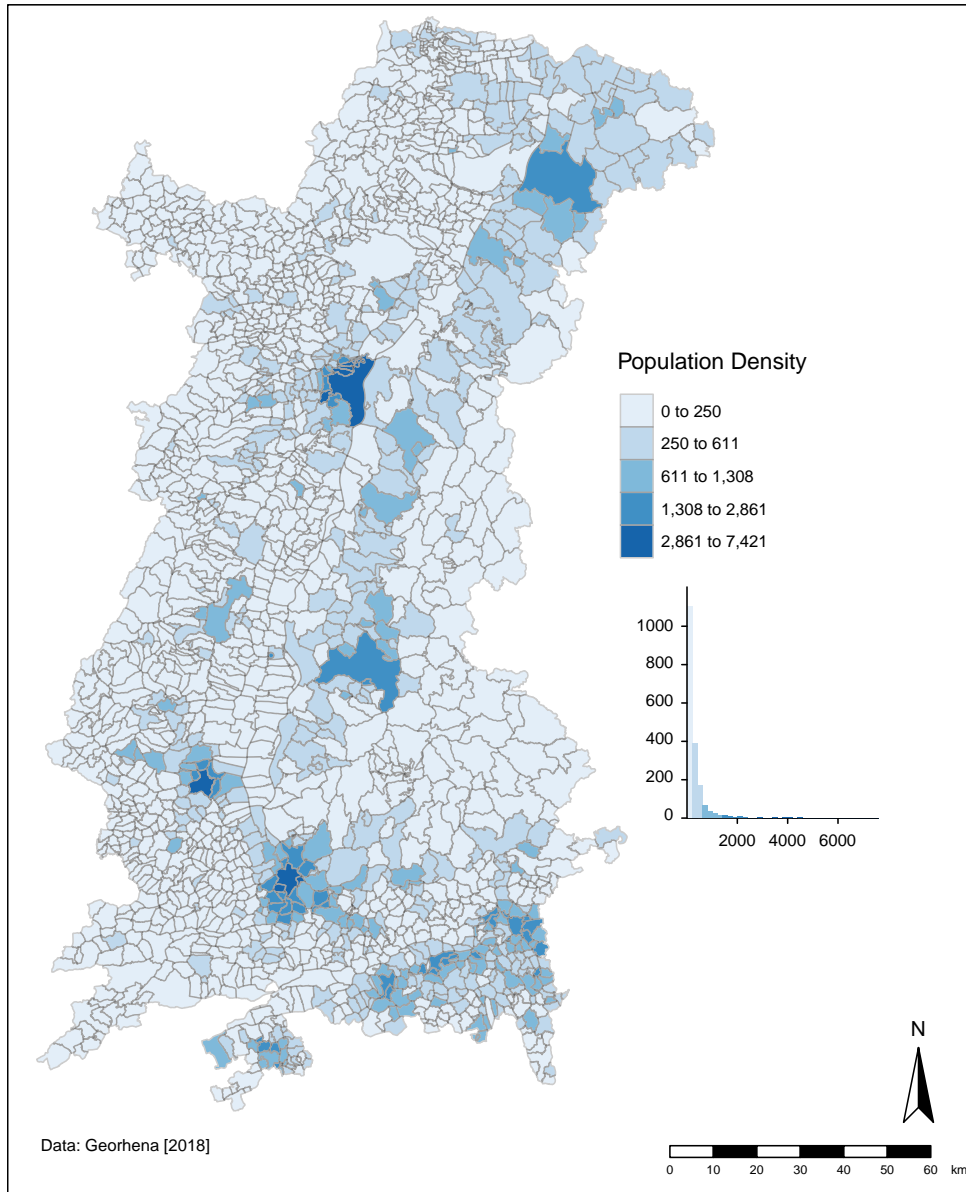 Population Density
0 to 250
250 to 611
611 to 1,308
1,308 to 2,861
2,861 to 7,421
1000
800
600
400
200
0
2000 4000 6000
N
Data: Georhena [2018]
0 10 20 30 40 50 60 km